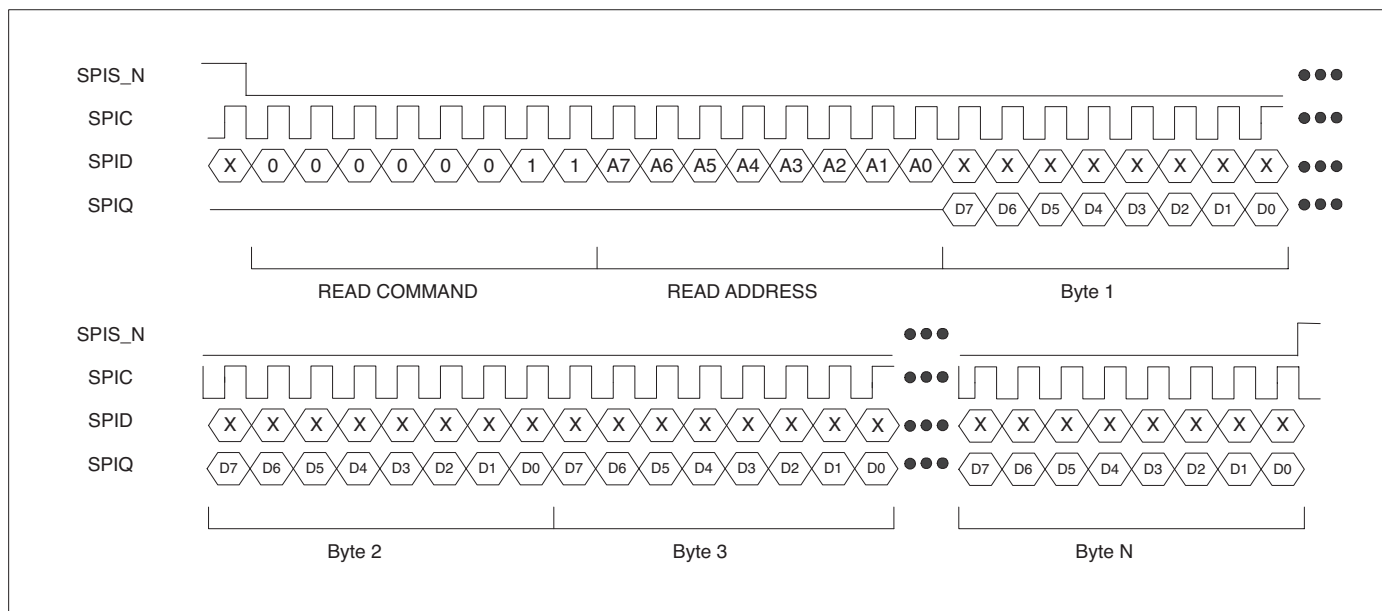 SPIS_N
SPIC
SPID X 0 0 0 0 0 0 1 1 A7 A6 A5 A4 A3 A2 A1 A0 X X X X X X X X
SPIQ D7 D6 D5 D4 D3 D2 D1 D0
READ COMMAND READ ADDRESS Byte 1
SPIS_N
SPIC
SPID X X X X X X X X X X X X X X X X X X X X X X X X
SPIQ D7 D6 D5 D4 D3 D2 D1 D0 D7 D6 D5 D4 D3 D2 D1 D0 D7 D6 D5 D4 D3 D2 D1 D0
Byte 2 Byte 3 Byte N